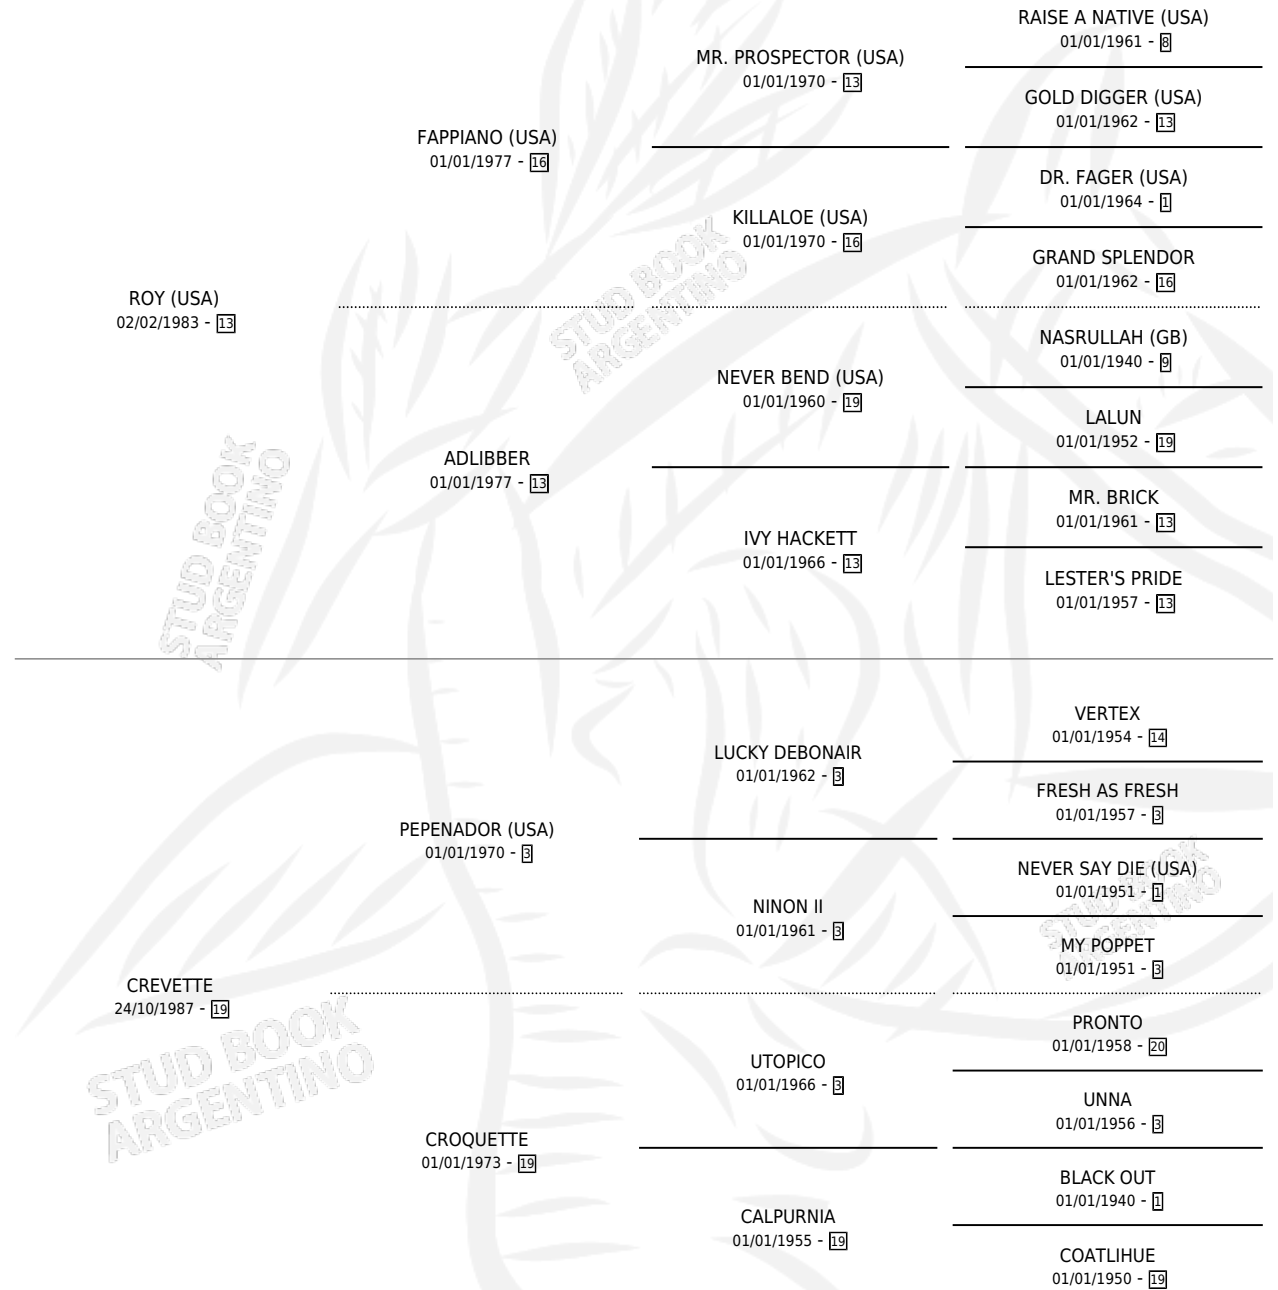 RAISE A NATIVE (USA)
01/01/1961 - 8
MR. PROSPECTOR (USA)
01/01/1970 - 13
GOLD DIGGER (USA)
01/01/1962 - 13
FAPPIANO (USA)
01/01/1977 - 16
DR. FAGER (USA)
01/01/1964 - 1
KILLALOE (USA)
01/01/1970 - 16
GRAND SPLENDOR
01/01/1962 - 16
ROY (USA)
02/02/1983 - 13
NASRULLAH (GB)
01/01/1940 - 9
NEVER BEND (USA)
01/01/1960 - 19
LALUN
01/01/1952 - 19
ADLIBBER
01/01/1977 - 13
MR. BRICK
01/01/1961 - 13
IVY HACKETT
01/01/1966 - 13
LESTER'S PRIDE
01/01/1957 - 13
VERTEX
01/01/1954 - 14
LUCKY DEBONAIR
01/01/1962 - 3
FRESH AS FRESH
01/01/1957 - 3
PEPENADOR (USA)
01/01/1970 - 3
NEVER SAY DIE (USA)
01/01/1951 - 1
NINON II
01/01/1961 - 3
MY POPPET
01/01/1951 - 3
CREVETTE
24/10/1987 - 19
PRONTO
01/01/1958 - 20
UTOPICO
01/01/1966 - 3
UNNA
01/01/1956 - 3
CROQUETTE
01/01/1973 - 19
BLACK OUT
01/01/1940 - 1
CALPURNIA
01/01/1955 - 19
COATLIHUE
01/01/1950 - 19
STUD BOOK
ARGENTINO
STUD BOOK
ARGENTINO
STUD BOOK
ARGENTINO
STUD BOOK
ARGENTINO